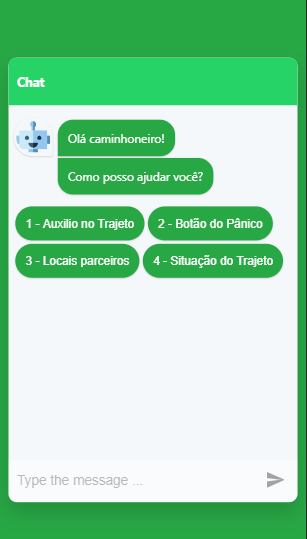 Chat
Olá caminhoneiro!
Como posso ajudar você?
1 - Auxilio no Trajeto 2 - Botão do Pânico
3 - Locais parceiros 4 - Situação do Trajeto
Type the message ...